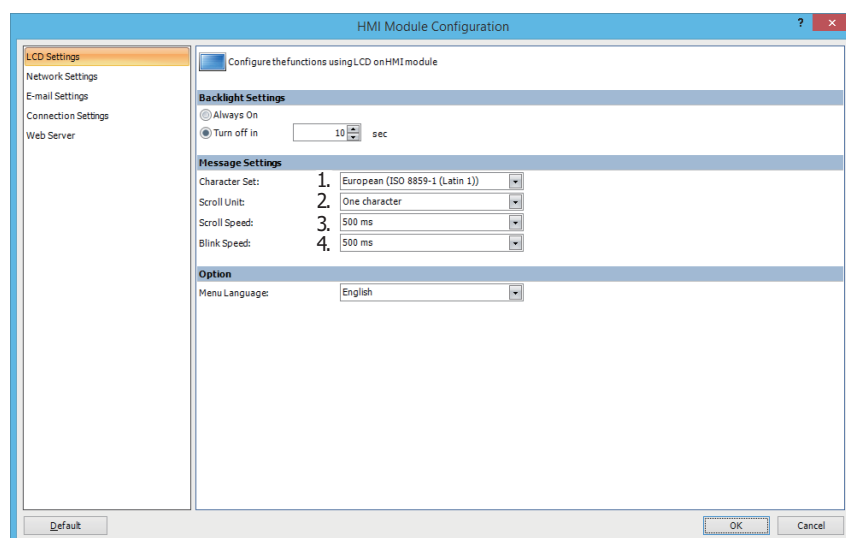 HMI Module Configuration ? ×
LCD Settings
Network Settings
E-mail Settings
Connection Settings
Web Server
Configure the functions using LCD on HMI module
Backlight Settings
Always On
Turn off in 10 sec
Message Settings
Character Set: 1. European (ISO 8859-1 (Latin 1))
Scroll Unit: 2. One character
Scroll Speed: 3. 500 ms
Blink Speed: 4. 500 ms
Option
Menu Language: English
Default OK Cancel